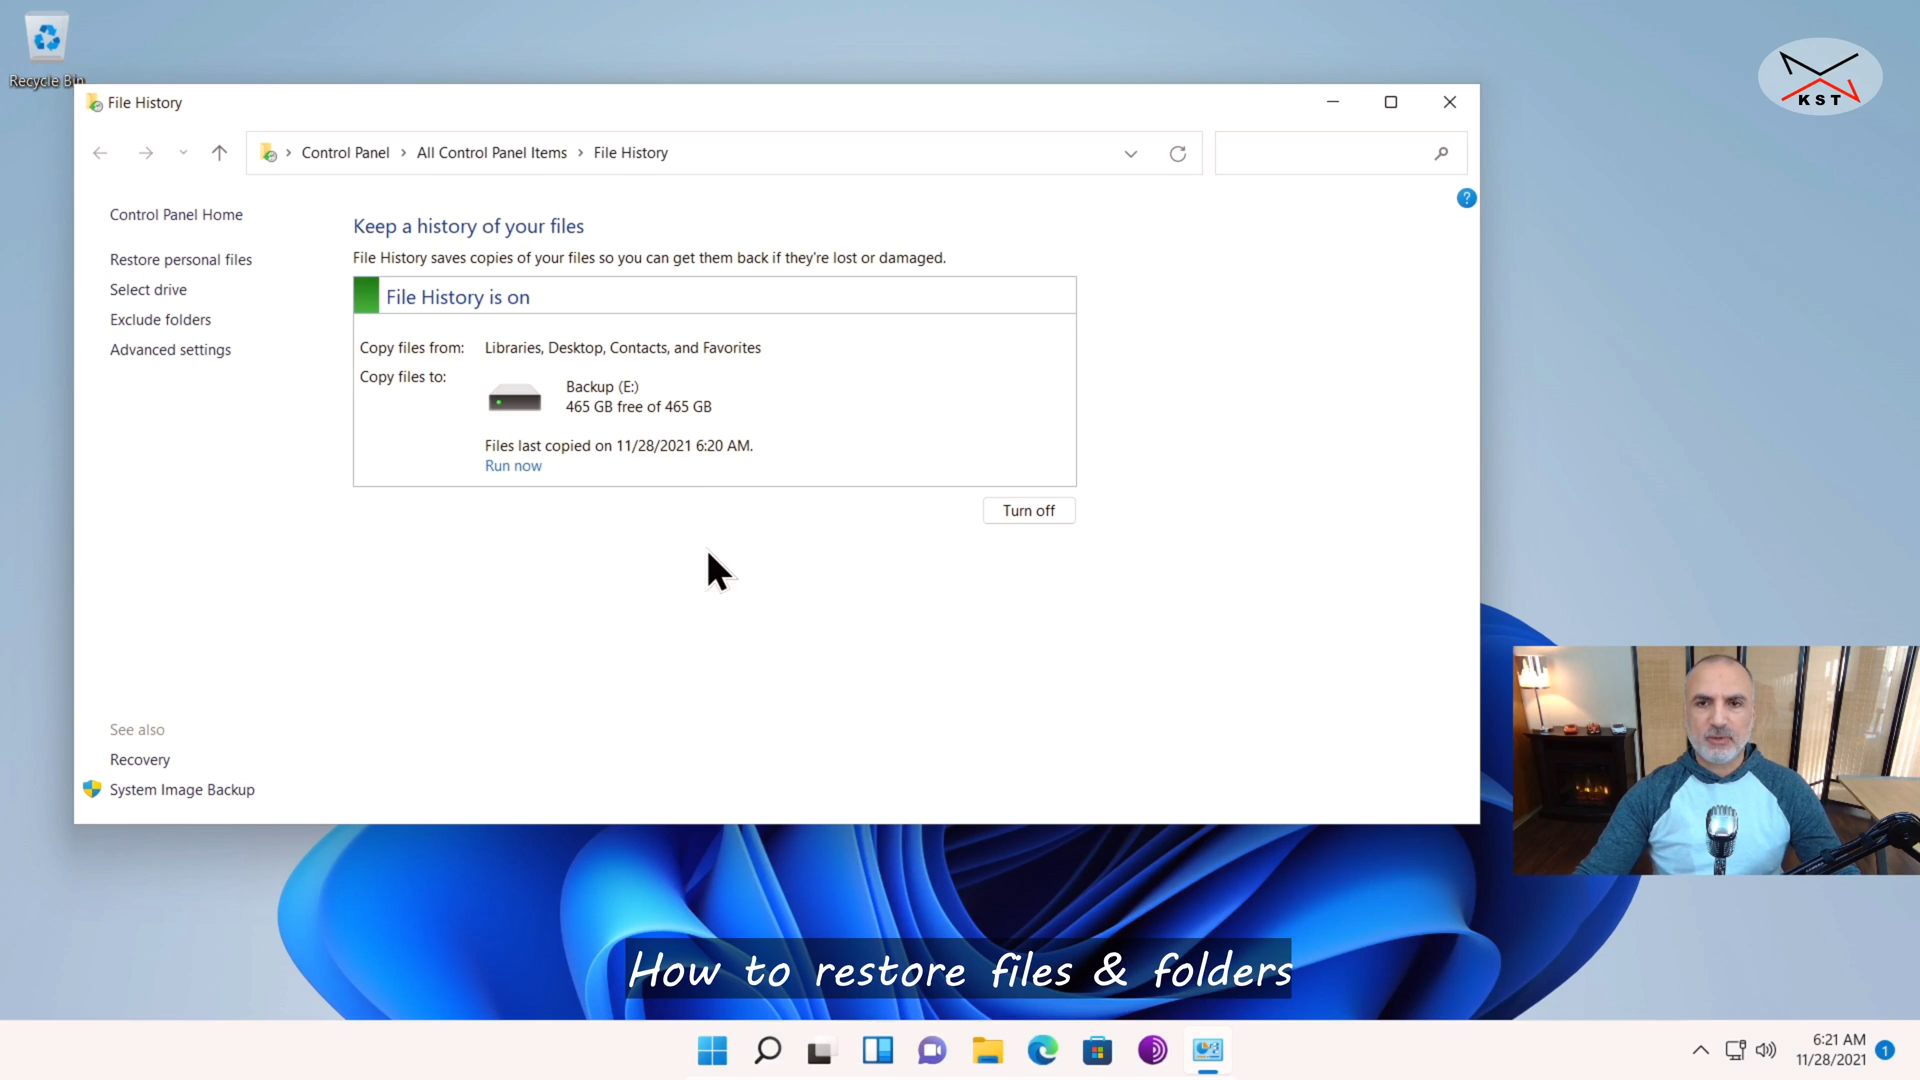 Recycle Bin
KST
File History
Control Panel > All Control Panel Items > File History
?
Control Panel Home
Restore personal files
Select drive
Exclude folders
Advanced settings
Keep a history of your files
File History saves copies of your files so you can get them back if they're lost or damaged.
File History is on
Copy files from: Libraries, Desktop, Contacts, and Favorites
Copy files to:
Backup (E:)
465 GB free of 465 GB
Files last copied on 11/28/2021 6:20 AM.
Run now
Turn off
See also
Recovery
System Image Backup
How to restore files & folders
6:21 AM
11/28/2021
1